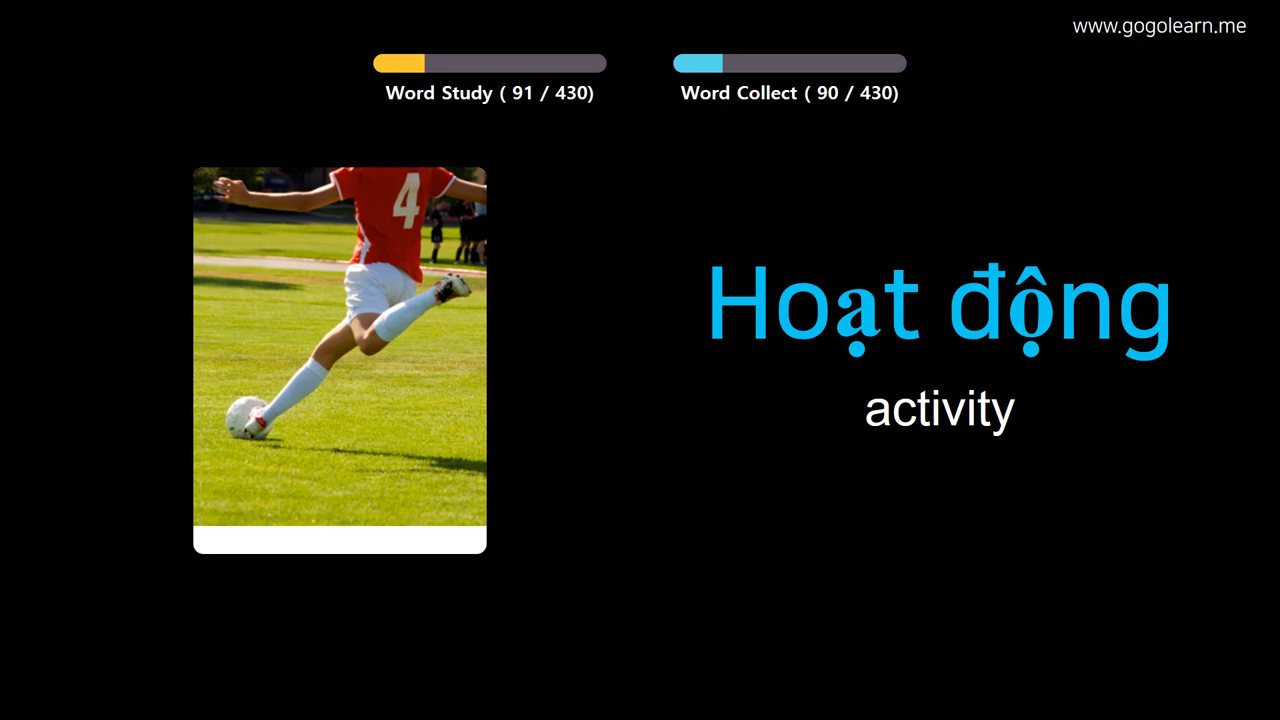 www.gogolearn.me
Word Study ( 91 / 430)
Word Collect ( 90 / 430)
4
Hoạt động
activity